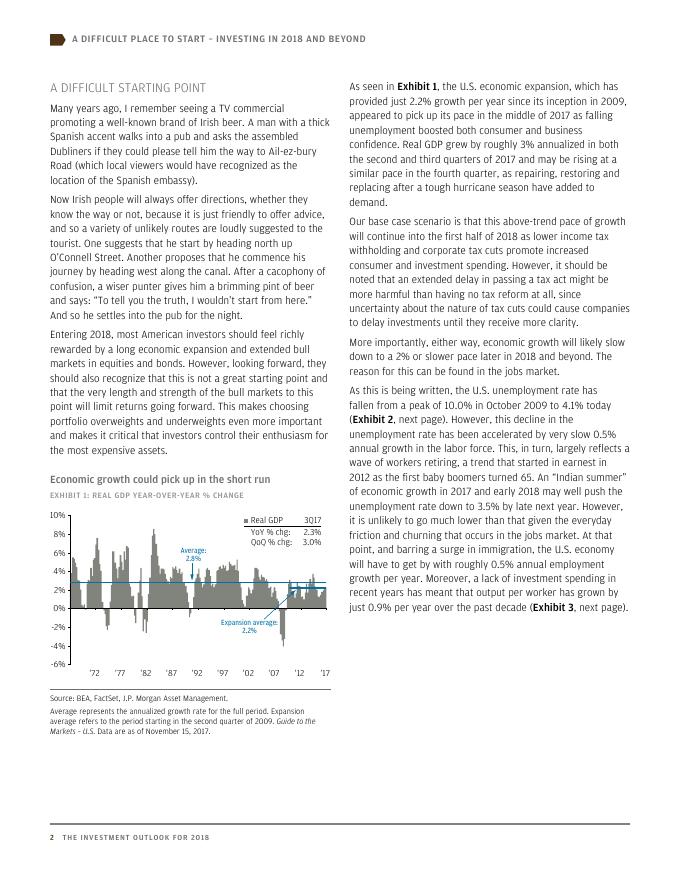 A DIFFICULT PLACE TO START – INVESTING IN 2018 AND BEYOND
A DIFFICULT STARTING POINT
Many years ago, I remember seeing a TV commercial
promoting a well-known brand of Irish beer. A man with a thick
Spanish accent walks into a pub and asks the assembled
Dubliners if they could please tell him the way to Ail-ez-bury
Road (which local viewers would have recognized as the
location of the Spanish embassy).
Now Irish people will always offer directions, whether they
know the way or not, because it is just friendly to offer advice,
and so a variety of unlikely routes are loudly suggested to the
tourist. One suggests that he start by heading north up
O'Connell Street. Another proposes that he commence his
journey by heading west along the canal. After a cacophony of
confusion, a wiser punter gives him a brimming pint of beer
and says: “To tell you the truth, I wouldn't start from here.”
And so he settles into the pub for the night.
Entering 2018, most American investors should feel richly
rewarded by a long economic expansion and extended bull
markets in equities and bonds. However, looking forward, they
should also recognize that this is not a great starting point and
that the very length and strength of the bull markets to this
point will limit returns going forward. This makes choosing
portfolio overweights and underweights even more important
and makes it critical that investors control their enthusiasm for
the most expensive assets.
Economic growth could pick up in the short run
EXHIBIT 1: REAL GDP YEAR-OVER-YEAR % CHANGE
10%
8%
6%
4%
2%
0%
-2%
-4%
-6%
Real GDP 3Q17
YoY % chg: 2.3%
QoQ % chg: 3.0%
Average:
2.8%
Expansion average:
2.2%
'72 '77 '82 '87 '92 '97 '02 '07 '12 '17
Source: BEA, FactSet, J.P. Morgan Asset Management.
Average represents the annualized growth rate for the full period. Expansion
average refers to the period starting in the second quarter of 2009. Guide to the
Markets – U.S. Data are as of November 15, 2017.
As seen in Exhibit 1, the U.S. economic expansion, which has
provided just 2.2% growth per year since its inception in 2009,
appeared to pick up its pace in the middle of 2017 as falling
unemployment boosted both consumer and business
confidence. Real GDP grew by roughly 3% annualized in both
the second and third quarters of 2017 and may be rising at a
similar pace in the fourth quarter, as repairing, restoring and
replacing after a tough hurricane season have added to
demand.
Our base case scenario is that this above-trend pace of growth
will continue into the first half of 2018 as lower income tax
withholding and corporate tax cuts promote increased
consumer and investment spending. However, it should be
noted that an extended delay in passing a tax act might be
more harmful than having no tax reform at all, since
uncertainty about the nature of tax cuts could cause companies
to delay investments until they receive more clarity.
More importantly, either way, economic growth will likely slow
down to a 2% or slower pace later in 2018 and beyond. The
reason for this can be found in the jobs market.
As this is being written, the U.S. unemployment rate has
fallen from a peak of 10.0% in October 2009 to 4.1% today
(Exhibit 2, next page). However, this decline in the
unemployment rate has been accelerated by very slow 0.5%
annual growth in the labor force. This, in turn, largely reflects a
wave of workers retiring, a trend that started in earnest in
2012 as the first baby boomers turned 65. An “Indian summer”
of economic growth in 2017 and early 2018 may well push the
unemployment rate down to 3.5% by late next year. However,
it is unlikely to go much lower than that given the everyday
friction and churning that occurs in the jobs market. At that
point, and barring a surge in immigration, the U.S. economy
will have to get by with roughly 0.5% annual employment
growth per year. Moreover, a lack of investment spending in
recent years has meant that output per worker has grown by
just 0.9% per year over the past decade (Exhibit 3, next page).
2 THE INVESTMENT OUTLOOK FOR 2018